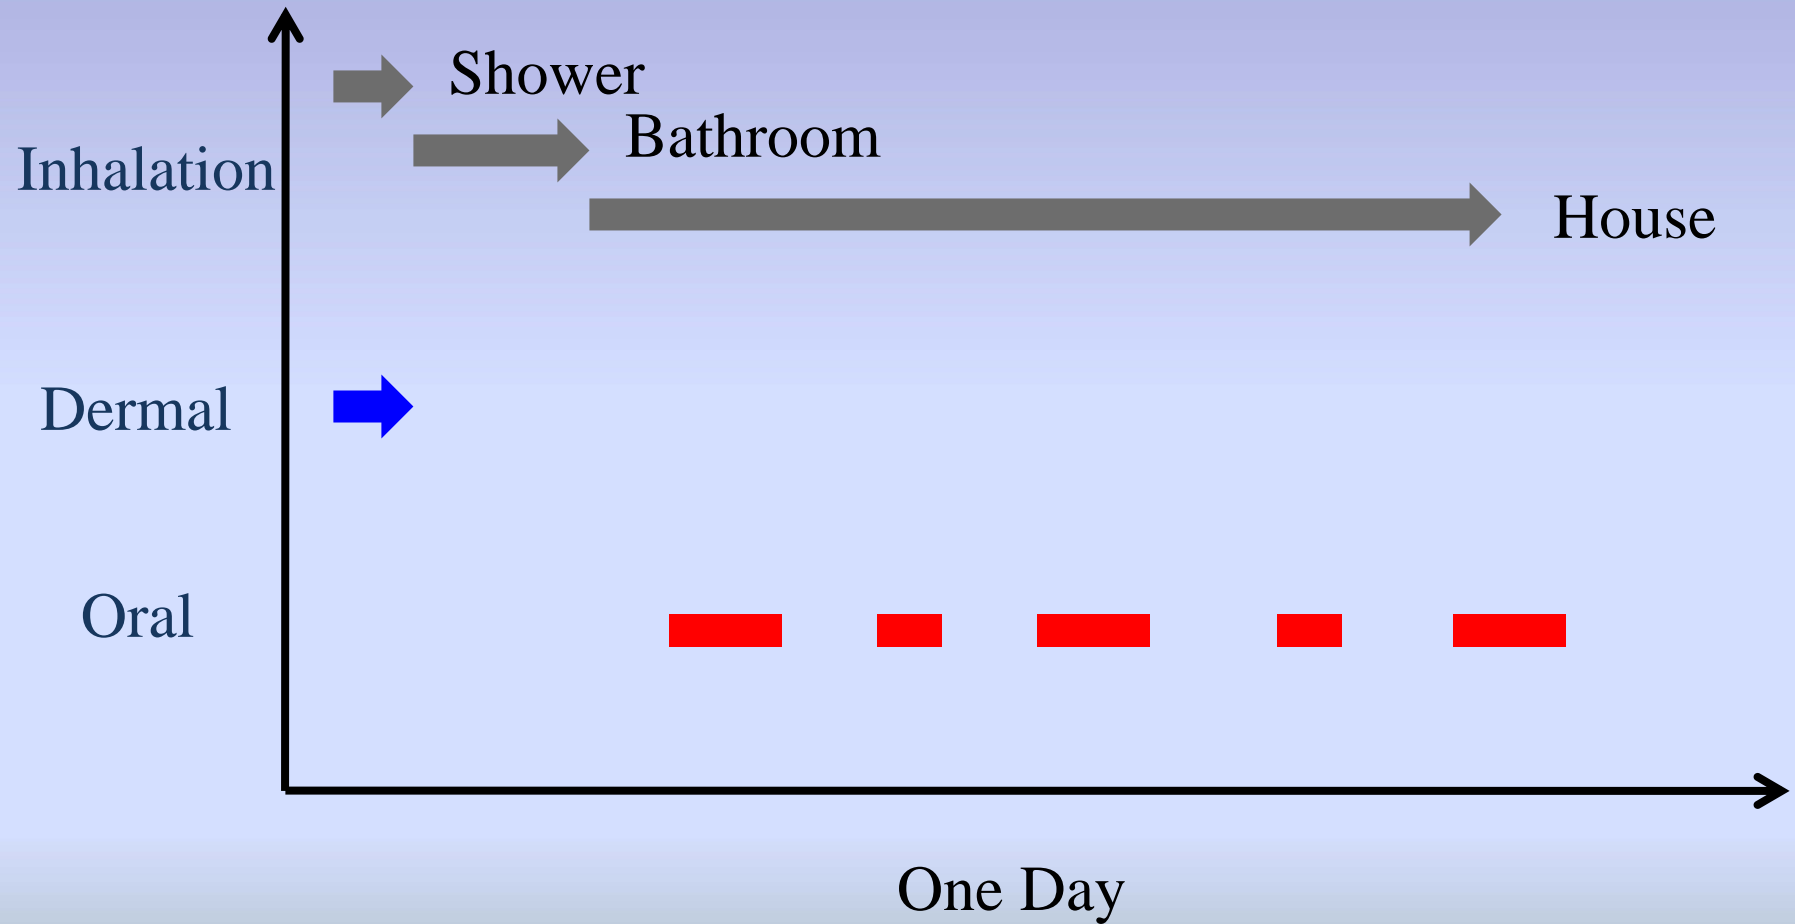 Shower
Bathroom
Inhalation
House
Dermal
Oral
One Day